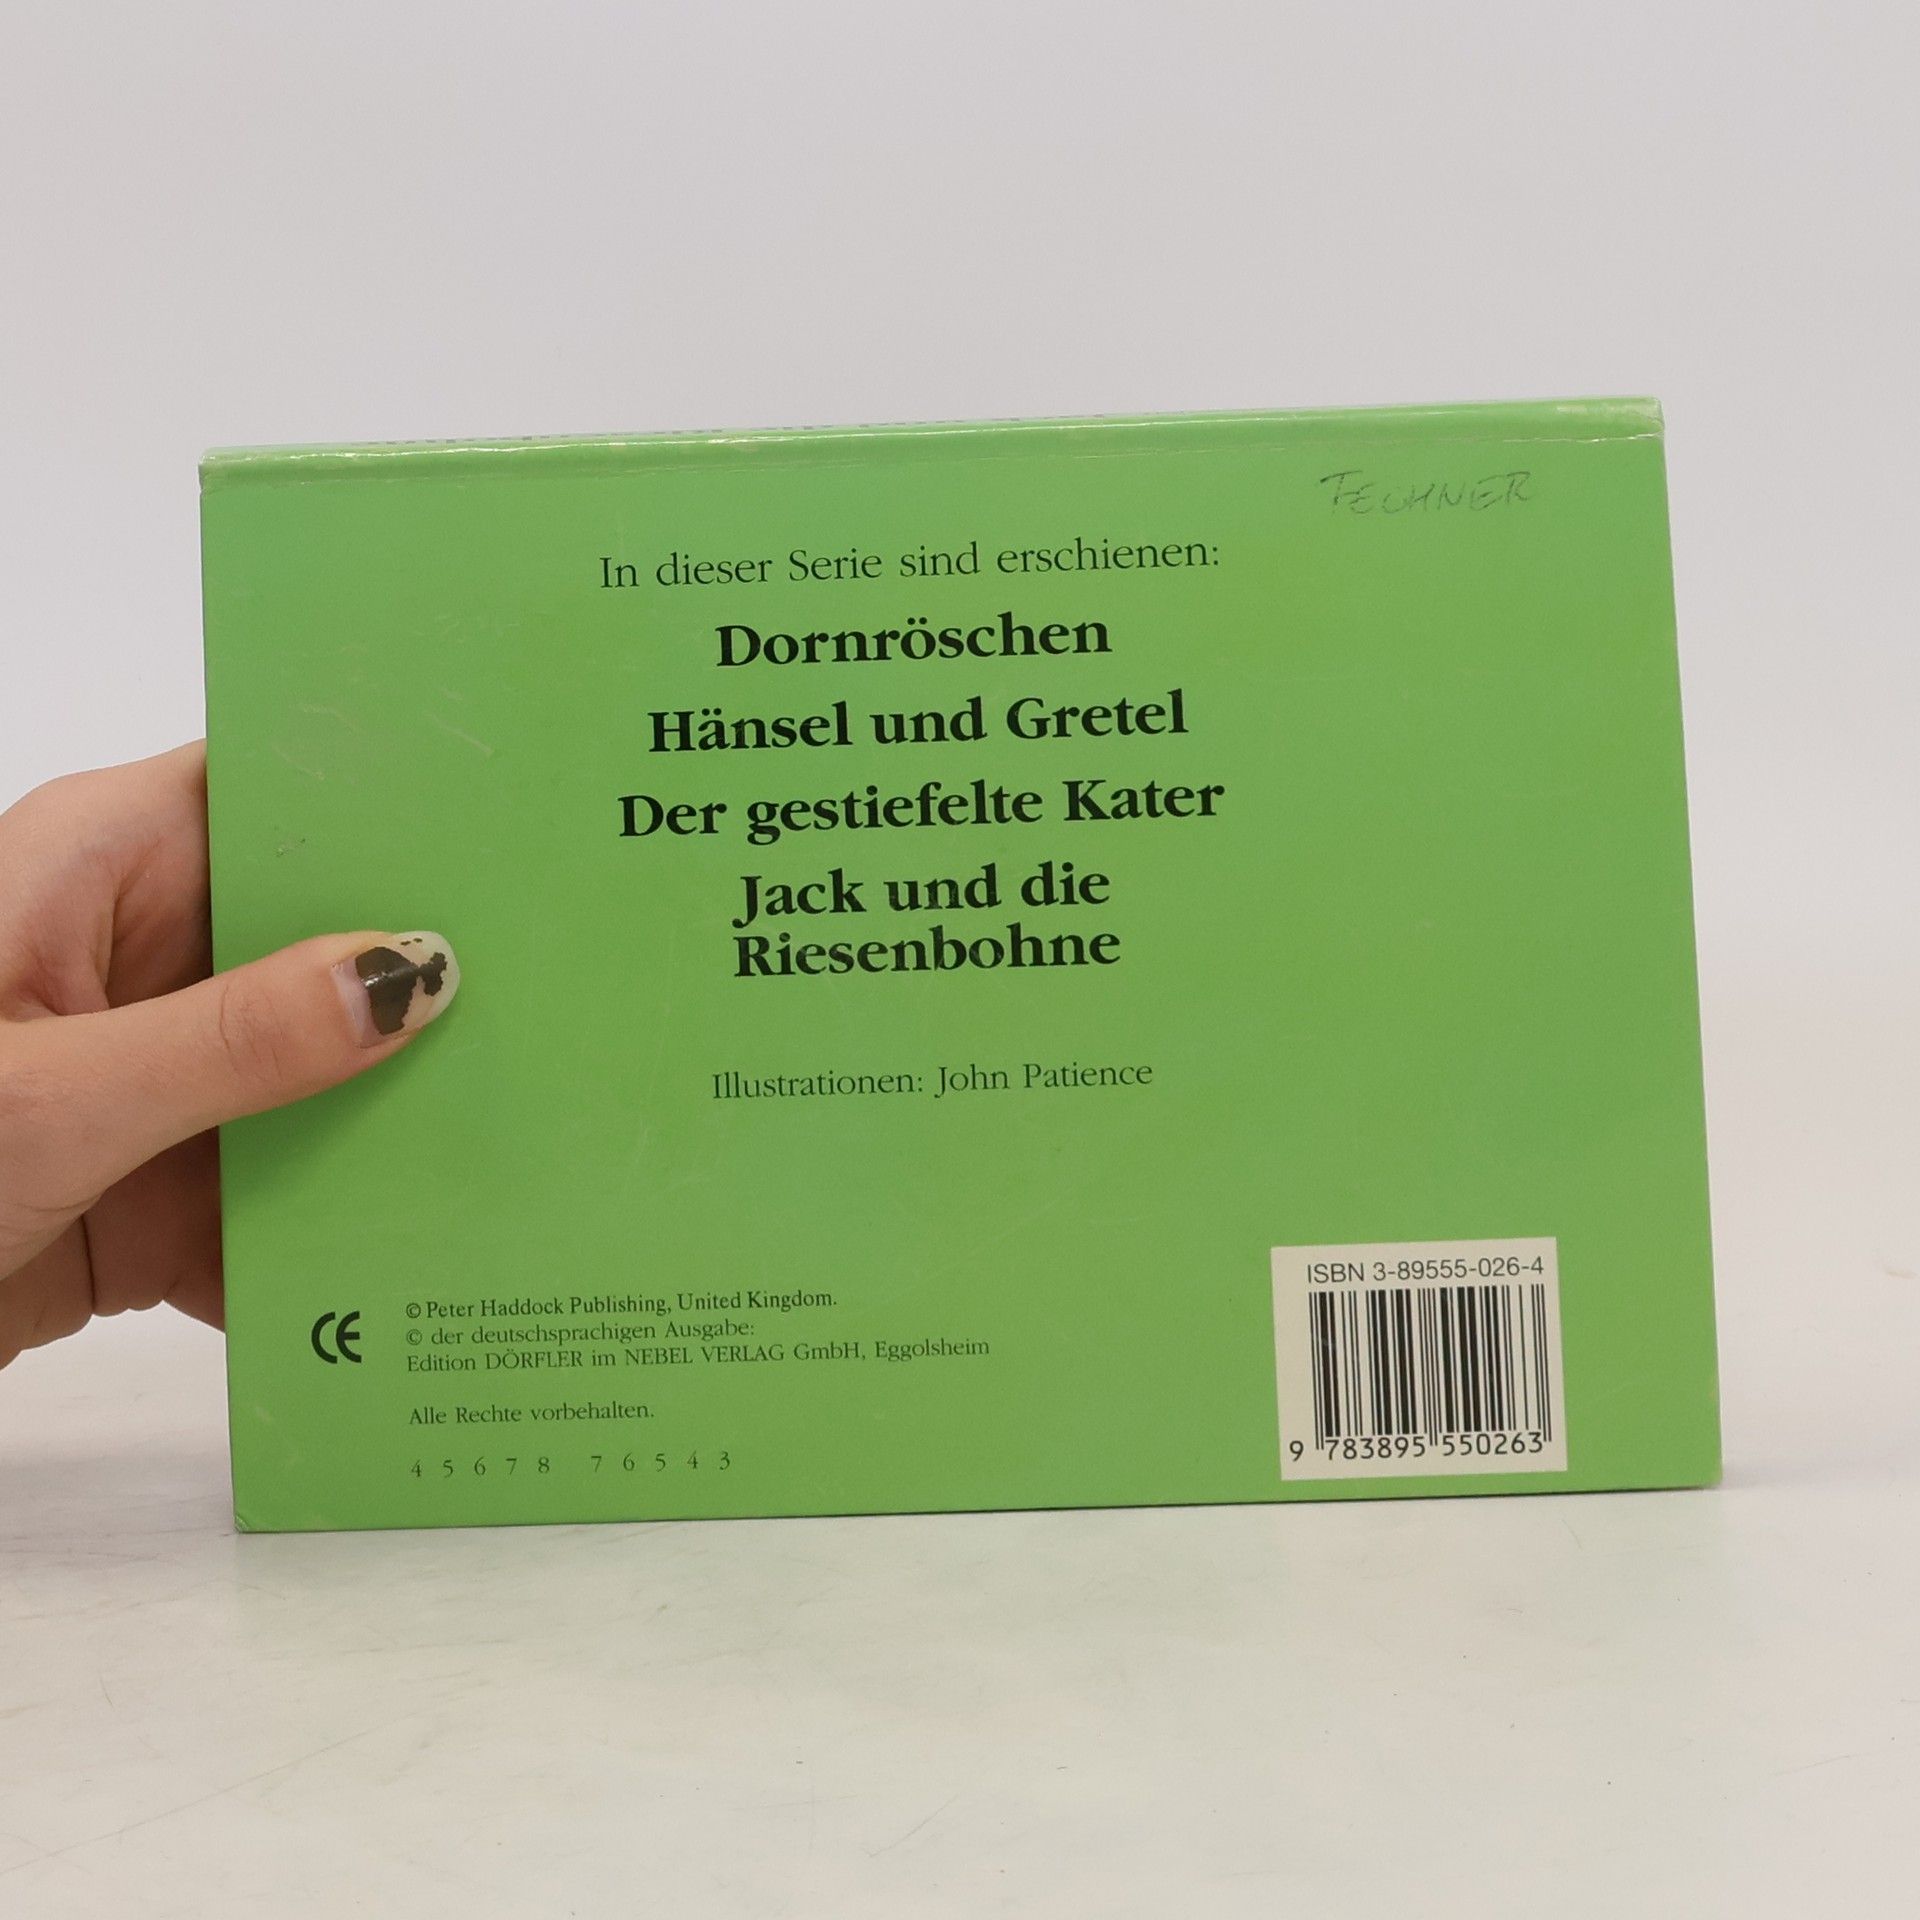 FECHNER
In dieser Serie sind erschienen:
Dornröschen
Hänsel und Gretel
Der gestiefelte Kater
Jack und die
Riesenbohne
Illustrationen: John Patience
CE
© Peter Haddock Publishing, United Kingdom.
© der deutschsprachigen Ausgabe:
Edition DÖRFLER im NEBEL VERLAG GmbH, Eggolsheim
Alle Rechte vorbehalten.
4 5 6 7 8 7 6 5 4 3
ISBN 3-89555-026-4
9 783895 550263